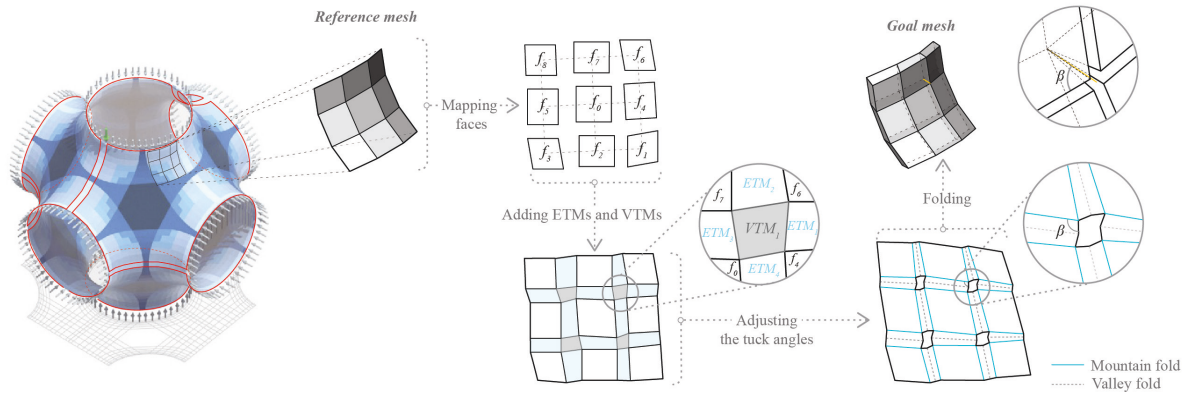 Reference mesh
Mapping
faces
f8 f7 f6
f5 f0 f4
f3 f2 f1
Adding ETMs and VTMs
f7 ETM2 f6
ETM3 VTM1
f0 ETM4 f4
Adjusting
the tuck angles
Goal mesh
β
Folding
β
Mountain fold
Valley fold